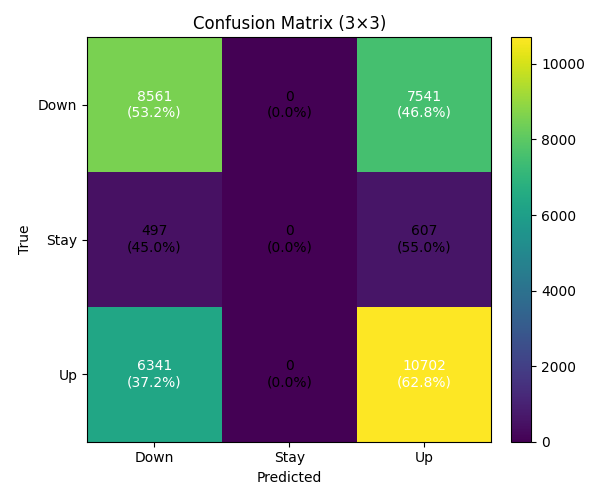 Confusion Matrix (3×3)
Down
8561
(53.2%)
0
(0.0%)
7541
(46.8%)
Stay
497
(45.0%)
0
(0.0%)
607
(55.0%)
Up
6341
(37.2%)
0
(0.0%)
10702
(62.8%)
Down
Stay
Up
Predicted
True
10000
8000
6000
4000
2000
0